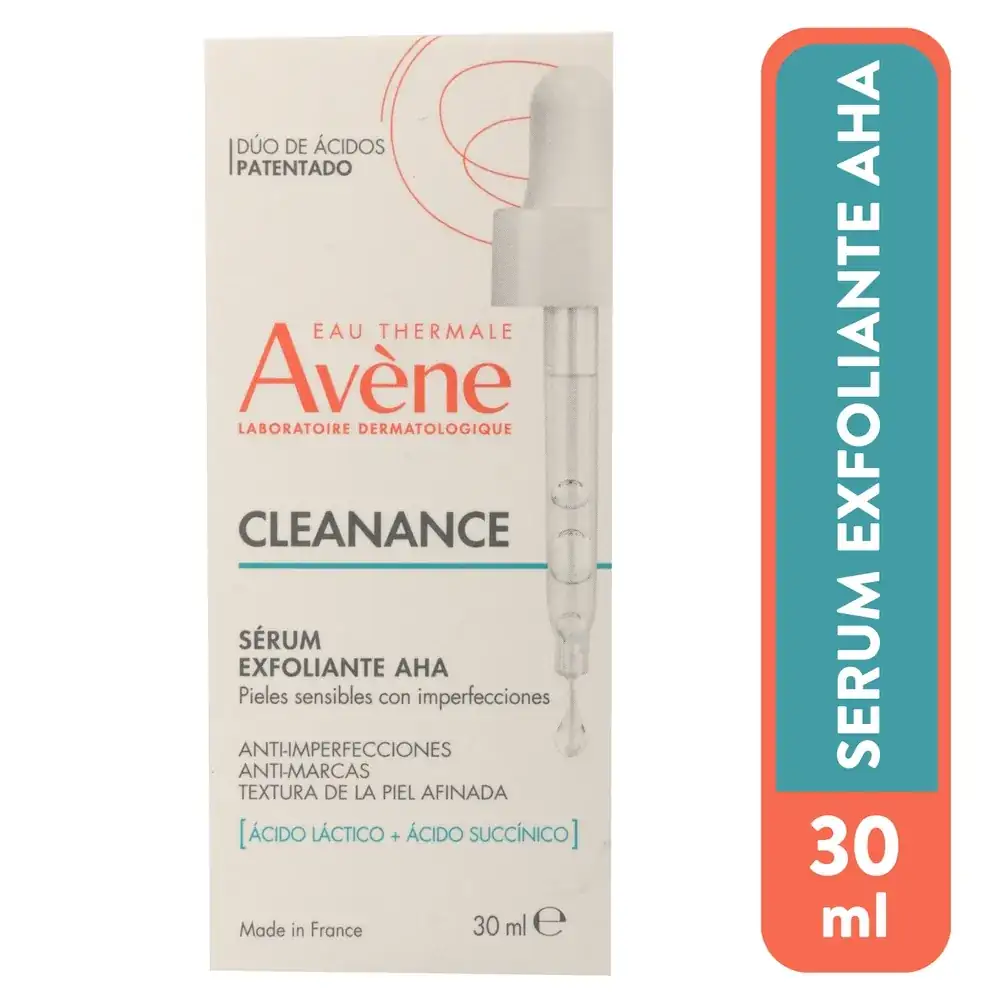 DÚO DE ÁCIDOS
PATENTADO
EAU THERMALE
Avène
LABORATOIRE DERMATOLOGIQUE
CLEANANCE
SÉRUM
EXFOLIANTE AHA
Pieles sensibles con imperfecciones
ANTI-IMPERFECCIONES
ANTI-MARCAS
TEXTURA DE LA PIEL AFINADA
[ÁCIDO LÁCTICO + ÁCIDO SUCCÍNICO]
Made in France
30 ml ℮
SERUM EXFOLIANTE AHA
30
ml